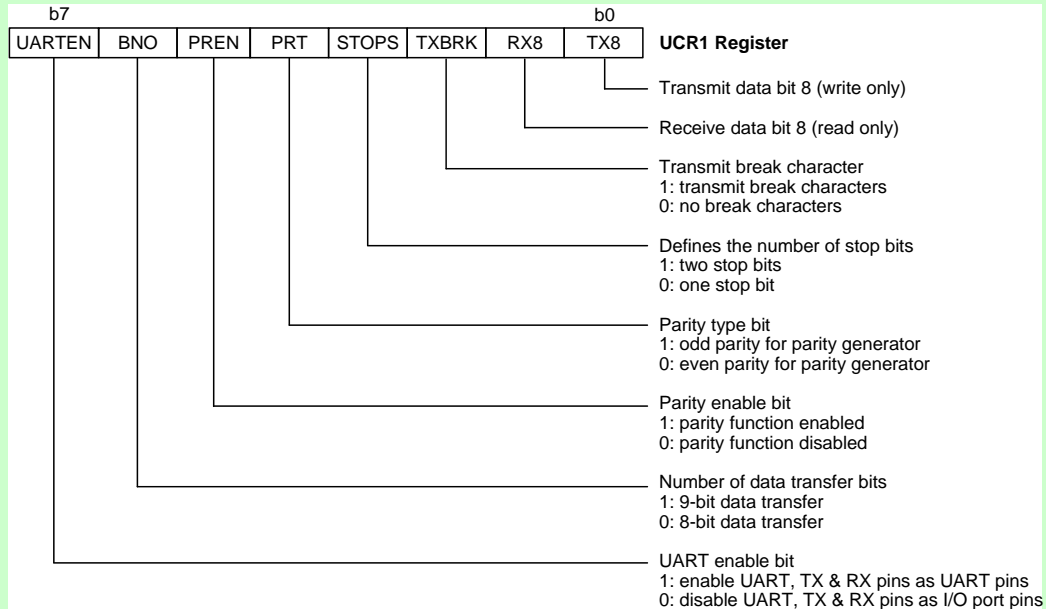 b7 b0
UARTEN BNO PREN PRT STOPS TXBRK RX8 TX8 UCR1 Register
Transmit data bit 8 (write only)
Receive data bit 8 (read only)
Transmit break character
1: transmit break characters
0: no break characters
Defines the number of stop bits
1: two stop bits
0: one stop bit
Parity type bit
1: odd parity for parity generator
0: even parity for parity generator
Parity enable bit
1: parity function enabled
0: parity function disabled
Number of data transfer bits
1: 9-bit data transfer
0: 8-bit data transfer
UART enable bit
1: enable UART, TX & RX pins as UART pins
0: disable UART, TX & RX pins as I/O port pins